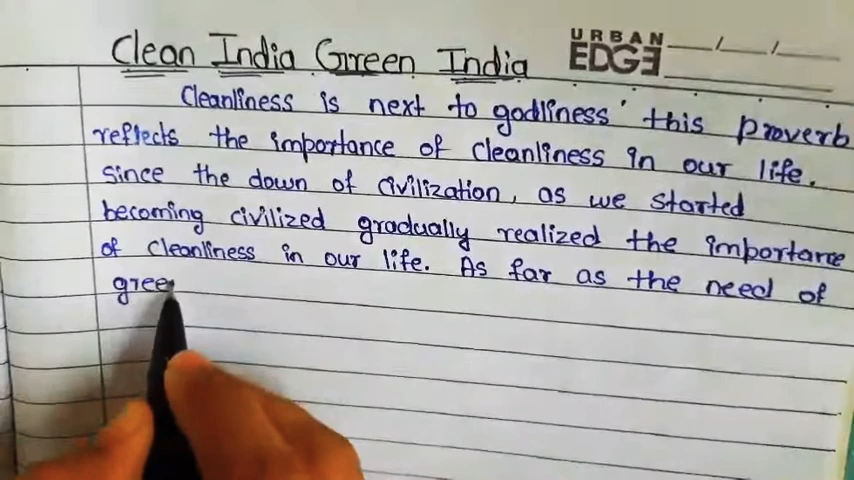 Clean India Green India
URBAN
EDGE
Cleanliness is next to godliness' this proverb
reflects the importance of cleanliness in our life.
since the down of civilization, as we started
becoming civilized gradually realized the importance
of cleanliness in our life. As far as the need of
gree